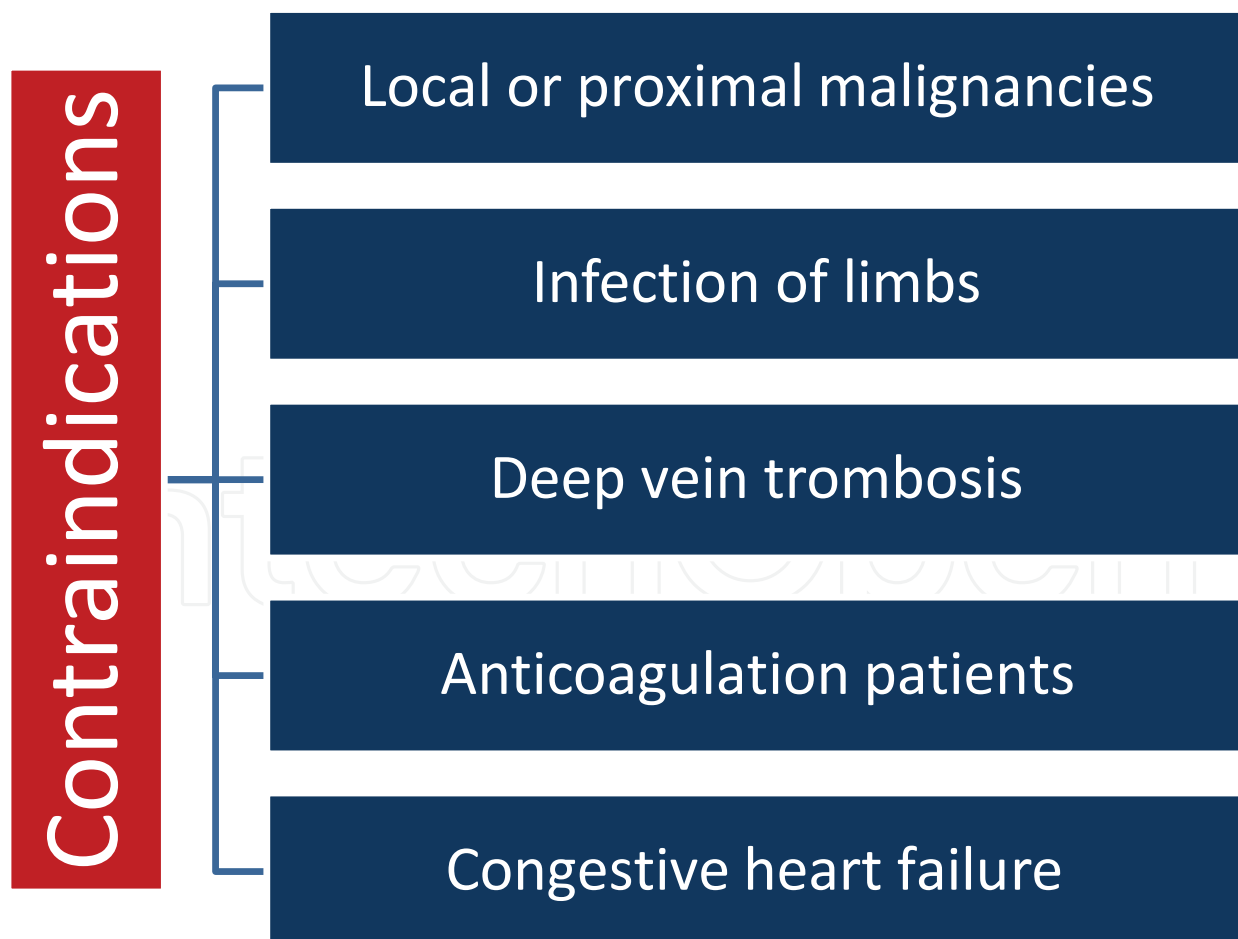 Contraindications
Local or proximal malignancies
Infection of limbs
Deep vein trombosis
Anticoagulation patients
Congestive heart failure